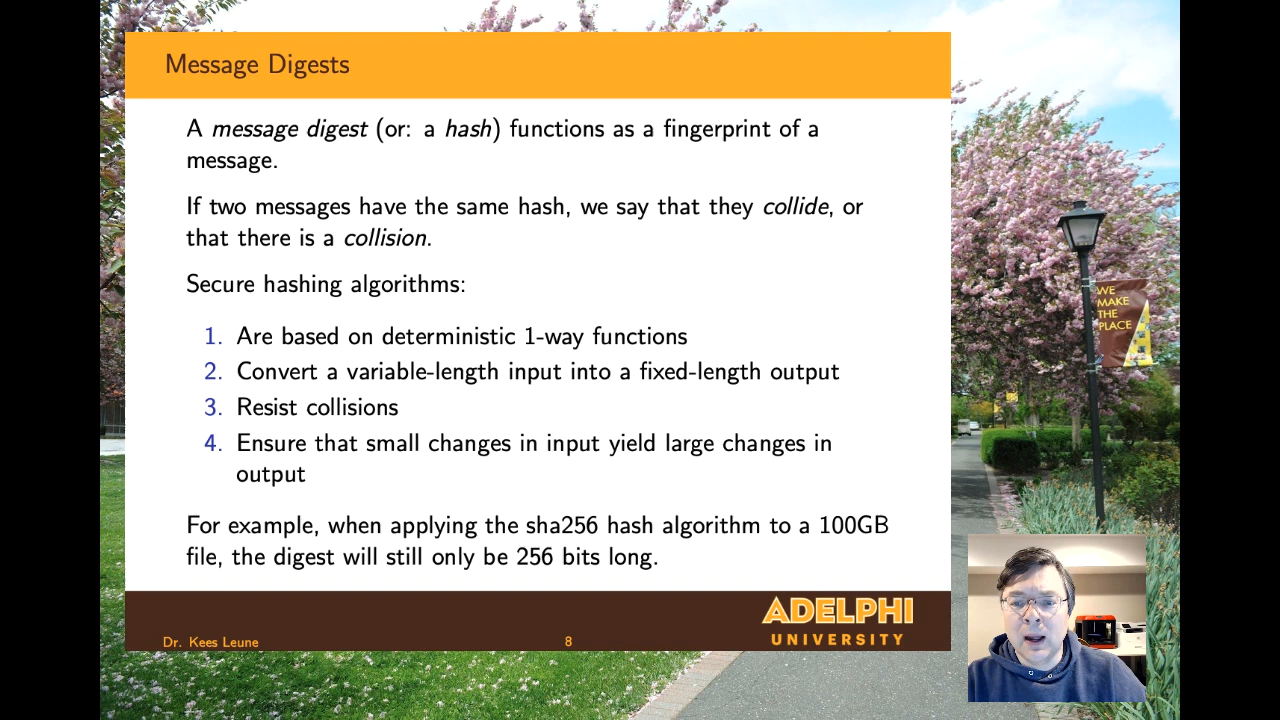 Message Digests
A message digest (or: a hash) functions as a fingerprint of a
message.
If two messages have the same hash, we say that they collide, or
that there is a collision.
Secure hashing algorithms:
1. Are based on deterministic 1-way functions
2. Convert a variable-length input into a fixed-length output
3. Resist collisions
4. Ensure that small changes in input yield large changes in
output
For example, when applying the sha256 hash algorithm to a 100GB
file, the digest will still only be 256 bits long.
Dr. Kees Leune
8
ADELPHI
UNIVERSITY
WE
MAKE
THE
PLACE